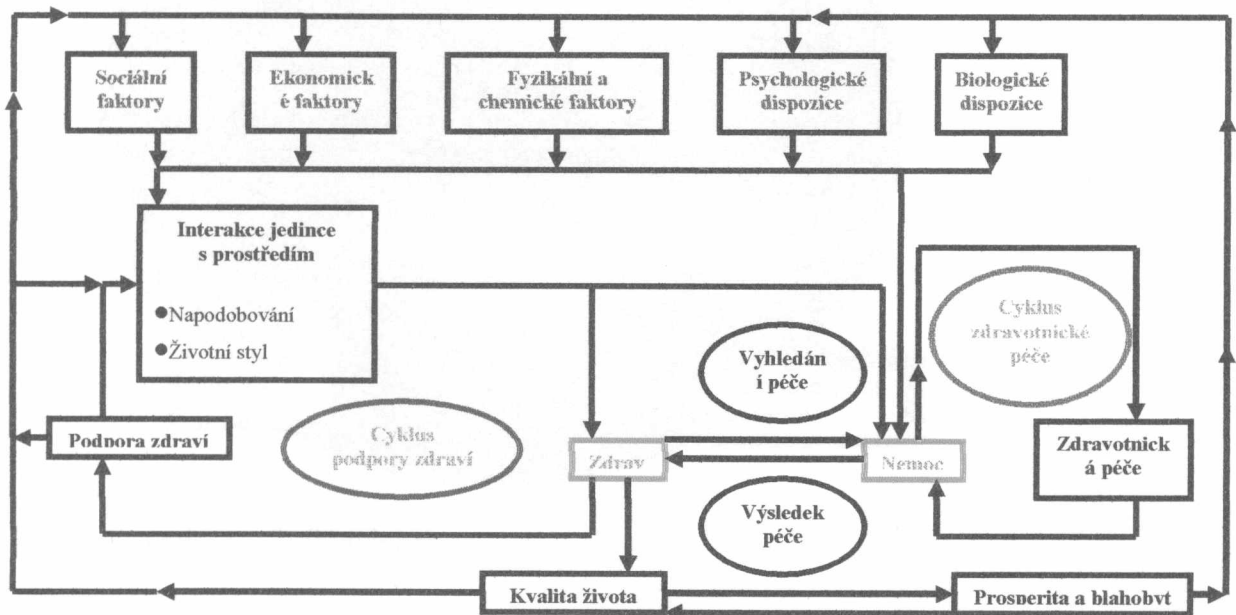 Sociální
faktory
Ekonomick
é faktory
Fyzikální a
chemické faktory
Psychologické
dispozice
Biologické
dispozice
Interakce jedince
s prostředím
●Napodobování
●Životní styl
Cyklus
zdravotnické
péče
Vyhledán
í péče
Podpora zdraví
Cyklus
podpory zdraví
Zdrav
Nemoc
Zdravotnick
á péče
Výsledek
péče
Kvalita života
Prosperita a blahobyt